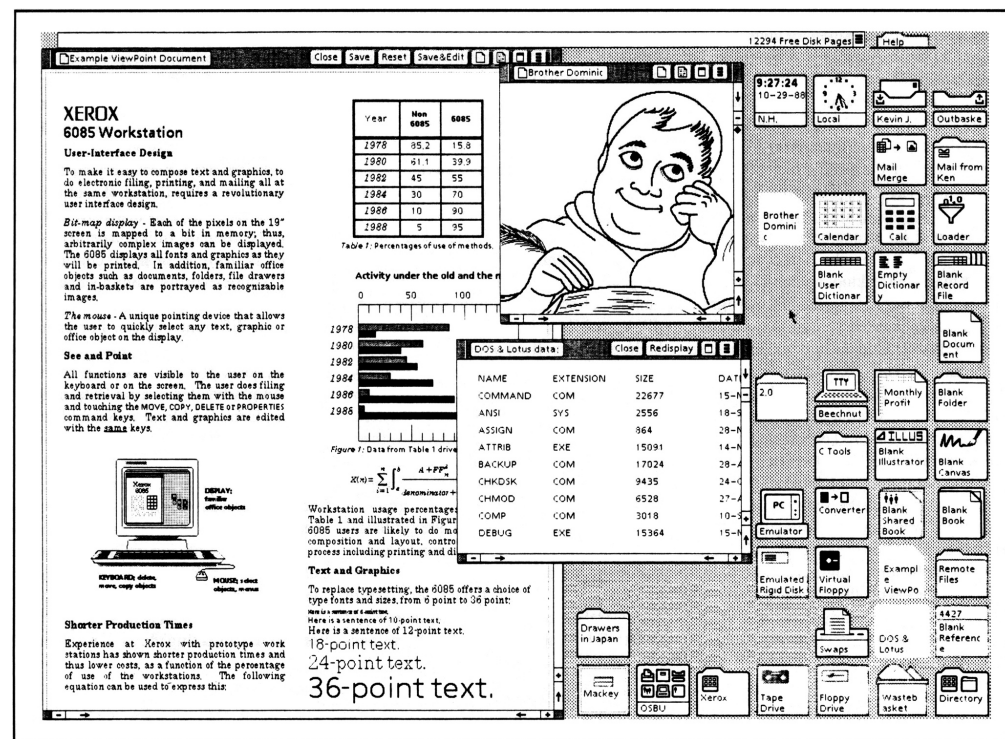 12294 Free Disk Pages
Help
Example ViewPoint Document
Close Save Reset Save&Edit
XEROX
6085 Workstation
User-Interface Design
To make it easy to compose text and graphics, to
do electronic filing, printing, and mailing all at
the same workstation, requires a revolutionary
user interface design.
Bit-map display - Each of the pixels on the 19"
screen is mapped to a bit in memory; thus,
arbitrarily complex images can be displayed.
The 6085 displays all fonts and graphics as they
will be printed. In addition, familiar office
objects such as documents, folders, file drawers
and in-baskets are portrayed as recognizable
images.
The mouse - A unique pointing device that allows
the user to quickly select any text, graphic or
office object on the display.
See and Point
All functions are visible to the user on the
keyboard or on the screen. The user does filing
and retrieval by selecting them with the mouse
and touching the MOVE, COPY, DELETE or PROPERTIES
command keys. Text and graphics are edited
with the same keys.
Xerox
6085
DISPLAY:
familiar
office objects
KEYBOARD: delete,
move, copy objects
MOUSE: select
objects, menus
Shorter Production Times
Experience at Xerox with prototype work
stations has shown shorter production times and
thus lower costs, as a function of the percentage
of use of the workstations. The following
equation can be used to express this:
Year Non 6085 6085
1978 85.2 15.8
1980 61.1 39.9
1982 45 55
1984 30 70
1986 10 90
1988 5 95
Table 1: Percentages of use of methods.
Activity under the old and the n
0 50 100
1978
1980
1982
1984
1986
1988
Figure 1: Data from Table 1 drive
Workstation usage percentages
Table 1 and illustrated in Figur
6085 users are likely to do mo
composition and layout, contro
process including printing and di
Text and Graphics
To replace typesetting, the 6085 offers a choice of
type fonts and sizes, from 6 point to 36 point:
Here is a sentence of 6-point text.
Here is a sentence of 10-point text.
Here is a sentence of 12-point text.
18-point text.
24-point text.
36-point text.
Brother Dominic
DOS & Lotus data:
Close Redisplay
NAME EXTENSION SIZE DAT
COMMAND COM 22677 15-N
ANSI SYS 2556 18-S
ASSIGN COM 864 28-N
ATTRIB EXE 15091 14-N
BACKUP COM 17024 28-A
CHKDSK COM 9435 24-O
CHMOD COM 6528 27-A
COMP COM 3018 10-S
DEBUG EXE 15364 15-N
9:27:24
10-29-88
N.H.
12
Local
Kevin J.
Outbaske
Mail
Merge
Mail from
Ken
Brother
Domini
c
Calendar
Calc
Loader
Blank
User
Dictionar
Empty
Dictionar
y
Blank
Record
File
Blank
Docum
ent
2.0
TTY
Beechnut
Monthly
Profit
Blank
Folder
C Tools
ILLUS
Blank
Illustrator
Blank
Canvas
PC
Emulator
Converter
Blank
Shared
Book
Blank
Book
Emulated
Rigid Disk
Virtual
Floppy
Exampl
e
ViewPo
Remote
Files
Drawers
in Japan
Swaps
DOS &
Lotus
4427
Blank
Referenc
e
Mackey
OSBU
Xerox
Tape
Drive
Floppy
Drive
Wasteb
asket
Directory